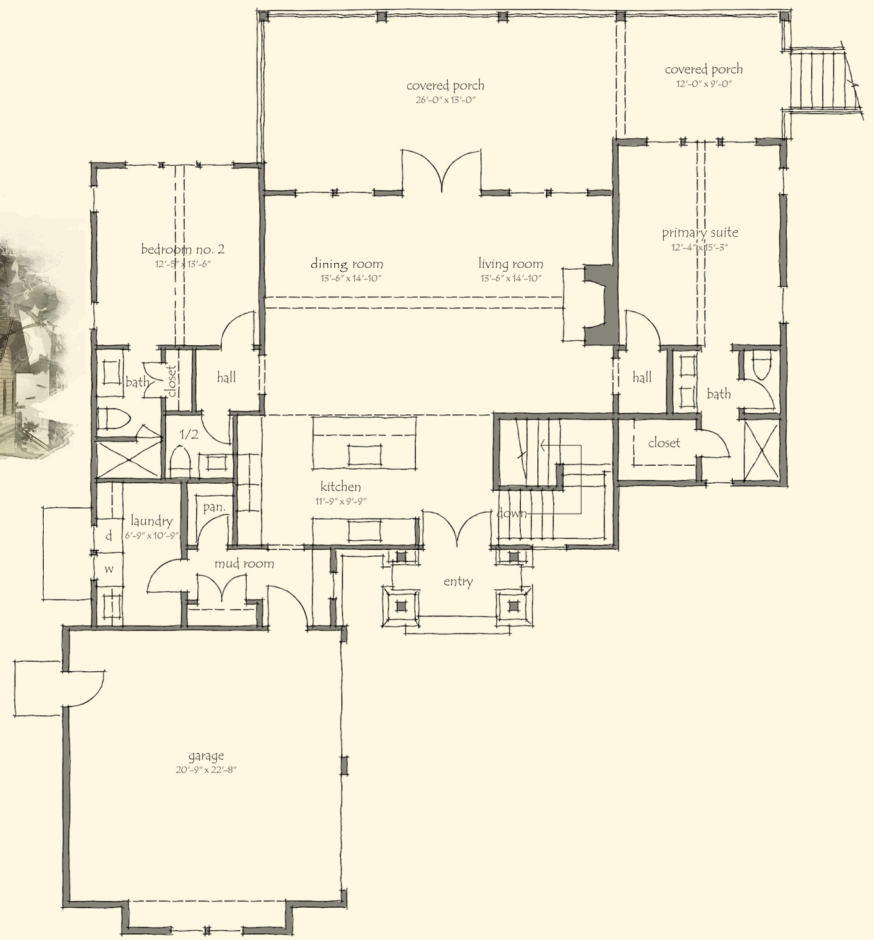 covered porch
12'-0" x 9'-0"
covered porch
26'-0" x 13'-0"
primary suite
12'-4" x 15'-3"
bedroom no. 2
12'-5" x 13'-6"
dining room
13'-6" x 14'-10"
living room
13'-6" x 14'-10"
bath
closet
hall
hall
bath
1/2
closet
kitchen
11'-9" x 9'-9"
pan.
laundry
6'-9" x 10'-9"
down
d
w
mud room
entry
garage
20'-9" x 22'-8"